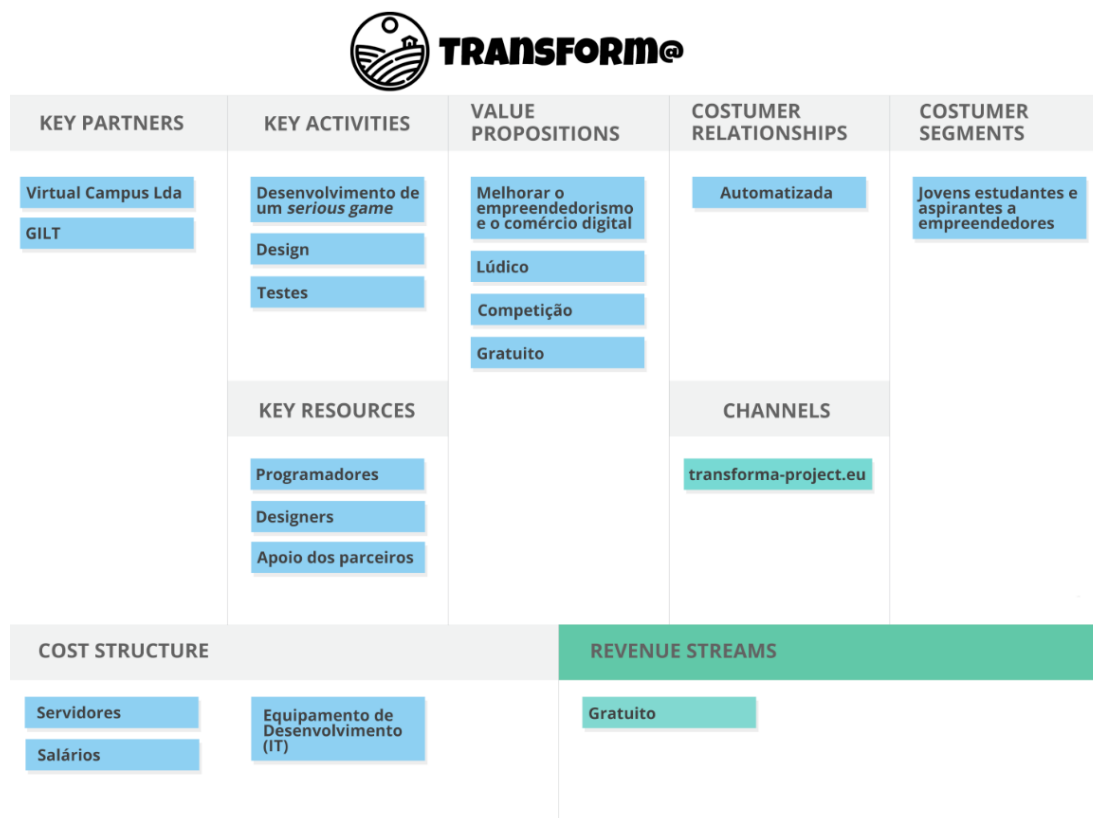 TRANSFORM@
KEY PARTNERS
Virtual Campus Lda
GILT
KEY ACTIVITIES
Desenvolvimento de
um serious game
Design
Testes
KEY RESOURCES
Programadores
Designers
Apoio dos parceiros
VALUE
PROPOSITIONS
Melhorar o
empreendedorismo
e o comércio digital
Lúdico
Competição
Gratuito
COSTUMER
RELATIONSHIPS
Automatizada
CHANNELS
transforma-project.eu
COSTUMER
SEGMENTS
Jovens estudantes e
aspirantes a
empreendedores
COST STRUCTURE
Servidores
Salários
Equipamento de
Desenvolvimento
(IT)
REVENUE STREAMS
Gratuito